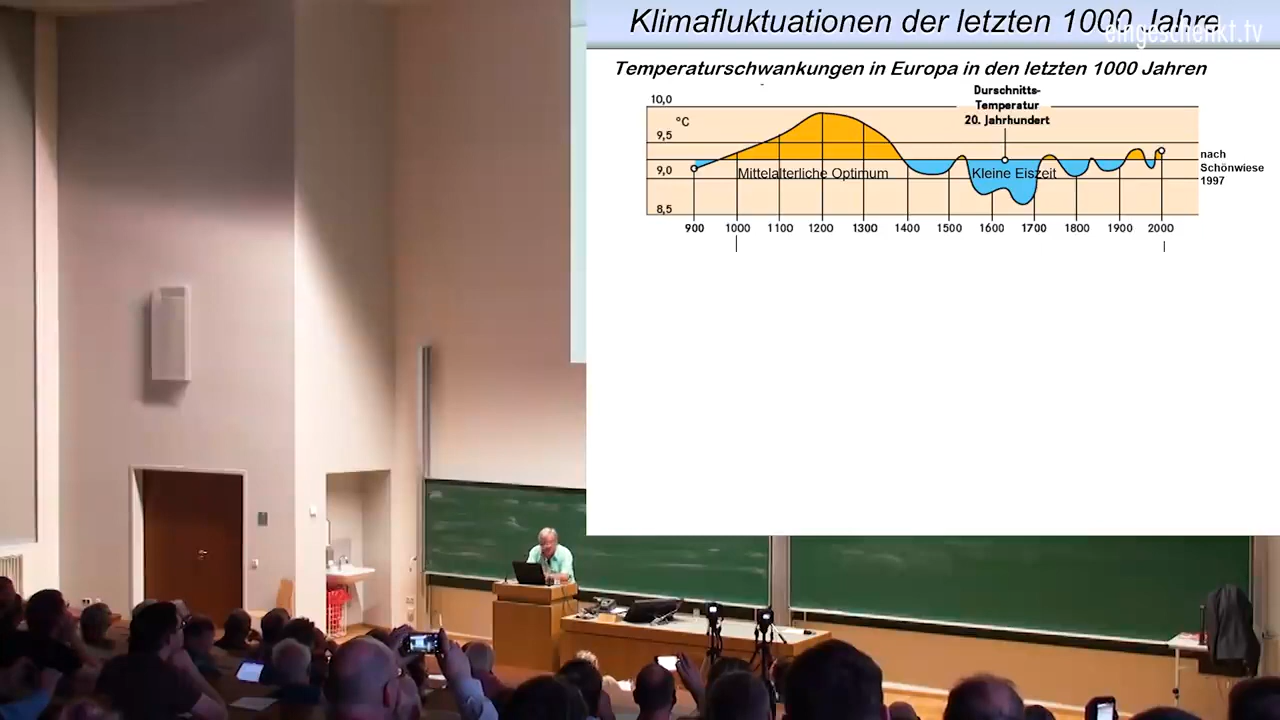 Klimafluktuationen der letzten 1000 Jahre
eingeschenkt.tv
Temperaturschwankungen in Europa in den letzten 1000 Jahren
Durschnitts-
Temperatur
20. Jahrhundert
10,0
°C
9,5
9,0
8,5
Mittelalterliche Optimum
Kleine Eiszeit
nach
Schönwiese
1997
900 1000 1100 1200 1300 1400 1500 1600 1700 1800 1900 2000